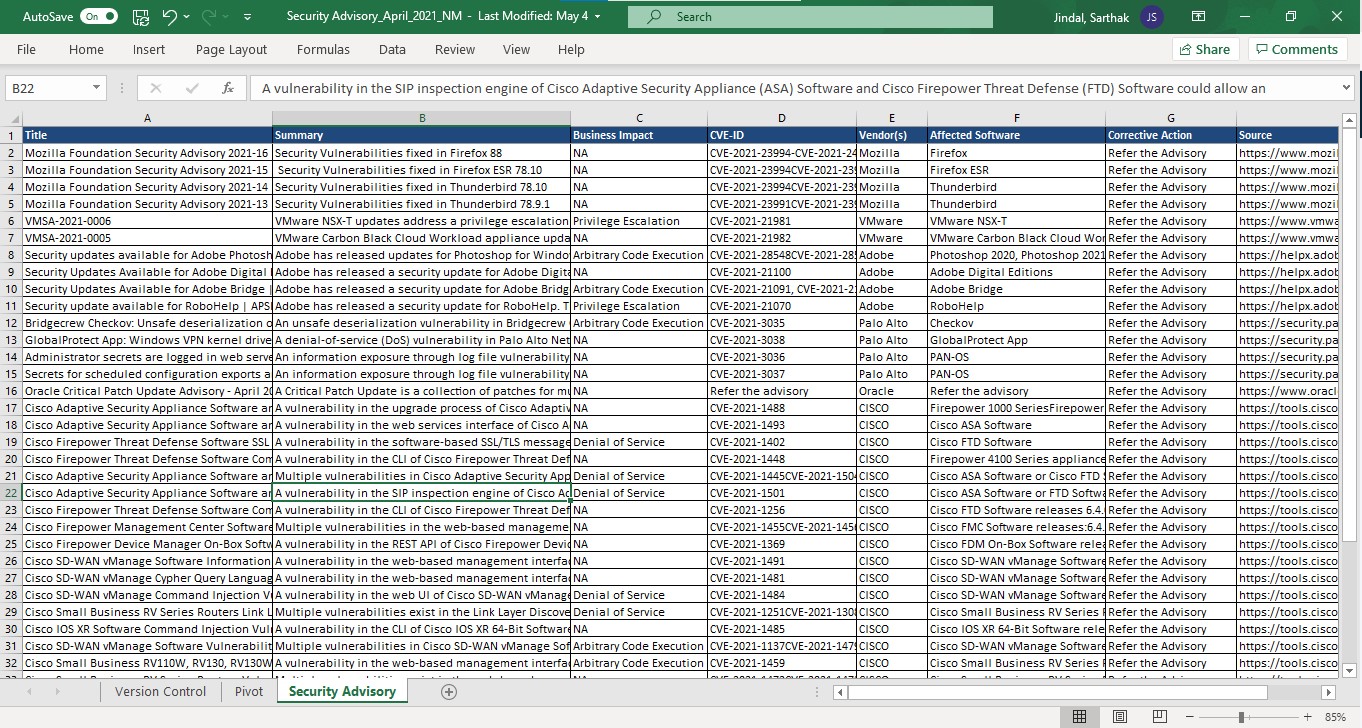 AutoSave On Security_Advisory_April_2021_NM - Last Modified: May 4 Search Jindal, Sarthak JS
File Home Insert Page Layout Formulas Data Review View Help Share Comments
B22 fx A vulnerability in the SIP inspection engine of Cisco Adaptive Security Appliance (ASA) Software and Cisco Firepower Threat Defense (FTD) Software could allow an
A B C D E F G
1 Title Summary Business Impact CVE-ID Vendor(s) Affected Software Corrective Action Source
2 Mozilla Foundation Security Advisory 2021-16 Security Vulnerabilities fixed in Firefox 88 NA CVE-2021-23994-CVE-2021-24 Mozilla Firefox Refer the Advisory https://www.mozil
3 Mozilla Foundation Security Advisory 2021-15 Security Vulnerabilities fixed in Firefox ESR 78.10 NA CVE-2021-23994CVE-2021-239 Mozilla Firefox ESR Refer the Advisory https://www.mozil
4 Mozilla Foundation Security Advisory 2021-14 Security Vulnerabilities fixed in Thunderbird 78.10 NA CVE-2021-23994CVE-2021-239 Mozilla Thunderbird Refer the Advisory https://www.mozil
5 Mozilla Foundation Security Advisory 2021-13 Security Vulnerabilities fixed in Thunderbird 78.9.1 NA CVE-2021-23991CVE-2021-239 Mozilla Thunderbird Refer the Advisory https://www.mozil
6 VMSA-2021-0006 VMware NSX-T updates address a privilege escalation Privilege Escalation CVE-2021-21981 VMware VMware NSX-T Refer the Advisory https://www.vmwa
7 VMSA-2021-0005 VMware Carbon Black Cloud Workload appliance upda NA CVE-2021-21982 VMware VMware Carbon Black Cloud Wor Refer the Advisory https://www.vmwa
8 Security updates available for Adobe Photosh Adobe has released updates for Photoshop for Windo Arbitrary Code Execution CVE-2021-28548CVE-2021-285 Adobe Photoshop 2020, Photoshop 2021 Refer the Advisory https://helpx.adob
9 Security Updates Available for Adobe Digital Adobe has released a security update for Adobe Digita NA CVE-2021-21100 Adobe Adobe Digital Editions Refer the Advisory https://helpx.adob
10 Security Updates Available for Adobe Bridge | Adobe has released a security update for Adobe Bridg Arbitrary Code Execution CVE-2021-21091, CVE-2021-2 Adobe Adobe Bridge Refer the Advisory https://helpx.adob
11 Security update available for RoboHelp | APS Adobe has released a security update for RoboHelp. T Privilege Escalation CVE-2021-21070 Adobe RoboHelp Refer the Advisory https://helpx.adob
12 Bridgecrew Checkov: Unsafe deserialization o An unsafe deserialization vulnerability in Bridgecrew Arbitrary Code Execution CVE-2021-3035 Palo Alto Checkov Refer the Advisory https://security.pa
13 GlobalProtect App: Windows VPN kernel drive A denial-of-service (DoS) vulnerability in Palo Alto Net NA CVE-2021-3038 Palo Alto GlobalProtect App Refer the Advisory https://security.pa
14 Administrator secrets are logged in web serve An information exposure through log file vulnerability NA CVE-2021-3036 Palo Alto PAN-OS Refer the Advisory https://security.pa
15 Secrets for scheduled configuration exports a An information exposure through log file vulnerability NA CVE-2021-3037 Palo Alto PAN-OS Refer the Advisory https://security.pa
16 Oracle Critical Patch Update Advisory - April 20 A Critical Patch Update is a collection of patches for mu NA Refer the advisory Oracle Refer the advisory Refer the Advisory https://www.oracl
17 Cisco Adaptive Security Appliance Software an A vulnerability in the upgrade process of Cisco Adaptiv NA CVE-2021-1488 CISCO Firepower 1000 SeriesFirepower Refer the Advisory https://tools.cisco
18 Cisco Adaptive Security Appliance Software an A vulnerability in the web services interface of Cisco A NA CVE-2021-1493 CISCO Cisco ASA Software Refer the Advisory https://tools.cisco
19 Cisco Firepower Threat Defense Software SSL A vulnerability in the software-based SSL/TLS message Denial of Service CVE-2021-1402 CISCO Cisco FTD Software Refer the Advisory https://tools.cisco
20 Cisco Firepower Threat Defense Software Com A vulnerability in the CLI of Cisco Firepower Threat Def NA CVE-2021-1448 CISCO Firepower 4100 Series appliance Refer the Advisory https://tools.cisco
21 Cisco Adaptive Security Appliance Software an Multiple vulnerabilities in Cisco Adaptive Security App Denial of Service CVE-2021-1445CVE-2021-150 CISCO Cisco ASA Software or Cisco FTD Refer the Advisory https://tools.cisco
22 Cisco Adaptive Security Appliance Software an A vulnerability in the SIP inspection engine of Cisco Ad Denial of Service CVE-2021-1501 CISCO Cisco ASA Software or FTD Softwa Refer the Advisory https://tools.cisco
23 Cisco Firepower Threat Defense Software Com A vulnerability in the CLI of Cisco Firepower Threat Def NA CVE-2021-1256 CISCO Cisco FTD Software releases 6.4. Refer the Advisory https://tools.cisco
24 Cisco Firepower Management Center Software Multiple vulnerabilities in the web-based manageme NA CVE-2021-1455CVE-2021-145 CISCO Cisco FMC Software releases:6.4. Refer the Advisory https://tools.cisco
25 Cisco Firepower Device Manager On-Box Softw A vulnerability in the REST API of Cisco Firepower Devic NA CVE-2021-1369 CISCO Cisco FDM On-Box Software relea Refer the Advisory https://tools.cisco
26 Cisco SD-WAN vManage Software Information A vulnerability in the web-based management interfac NA CVE-2021-1491 CISCO Cisco SD-WAN vManage Software Refer the Advisory https://tools.cisco
27 Cisco SD-WAN vManage Cypher Query Languag A vulnerability in the web-based management interfac NA CVE-2021-1481 CISCO Cisco SD-WAN vManage Software Refer the Advisory https://tools.cisco
28 Cisco SD-WAN vManage Command Injection V A vulnerability in the web UI of Cisco SD-WAN vManage Denial of Service CVE-2021-1484 CISCO Cisco SD-WAN vManage Software Refer the Advisory https://tools.cisco
29 Cisco Small Business RV Series Routers Link L Multiple vulnerabilities exist in the Link Layer Discove Denial of Service CVE-2021-1251CVE-2021-130 CISCO Cisco Small Business RV Series Refer the Advisory https://tools.cisco
30 Cisco IOS XR Software Command Injection Vuln A vulnerability in the CLI of Cisco IOS XR 64-Bit Software NA CVE-2021-1485 CISCO Cisco IOS XR 64-Bit Software rele Refer the Advisory https://tools.cisco
31 Cisco SD-WAN vManage Software Vulnerabilit Multiple vulnerabilities in Cisco SD-WAN vManage Sof Arbitrary Code Execution CVE-2021-1137CVE-2021-147 CISCO Cisco SD-WAN vManage Software Refer the Advisory https://tools.cisco
32 Cisco Small Business RV110W, RV130, RV130W A vulnerability in the web-based management interfac Arbitrary Code Execution CVE-2021-1459 CISCO Cisco Small Business RV Series Refer the Advisory https://tools.cisco
Version Control Pivot Security Advisory
85%